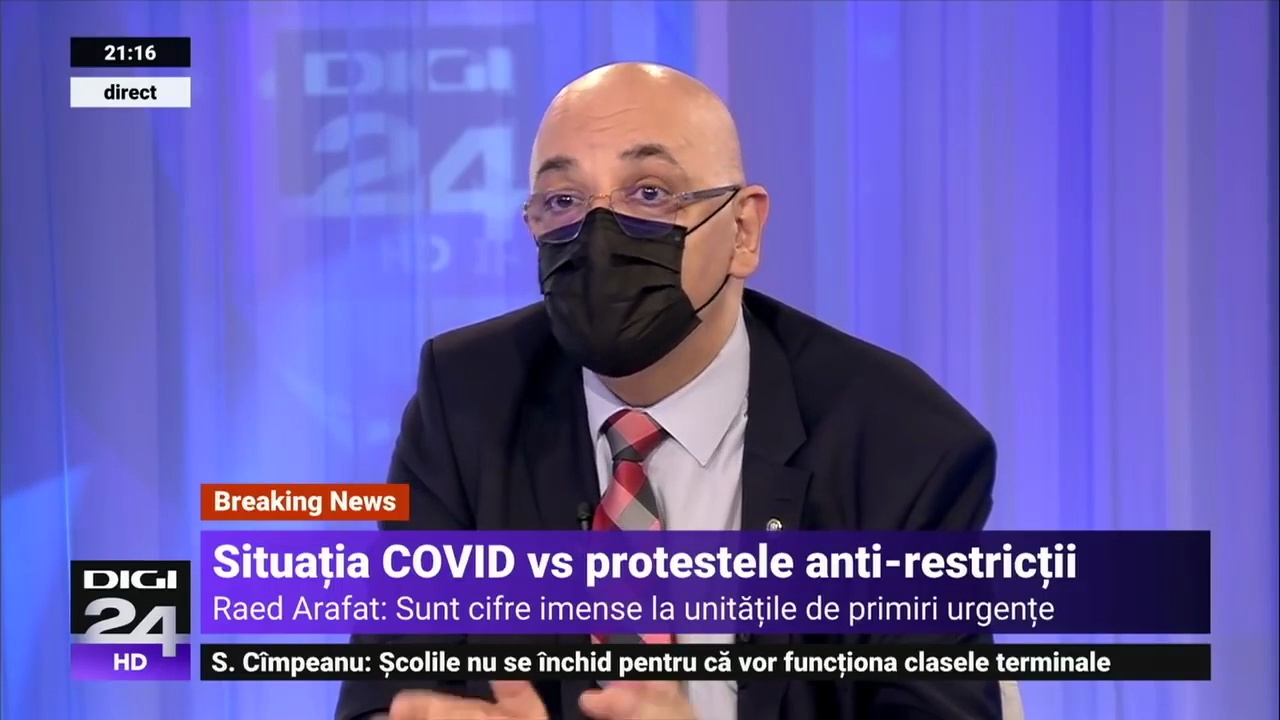 21:16
direct
DIGI
24
Breaking News
Situația COVID vs protestele anti-restricții
Raed Arafat: Sunt cifre imense la unitățile de primiri urgențe
DIGI
24
HD
S. Cîmpeanu: Școlile nu se închid pentru că vor funcționa clasele terminale